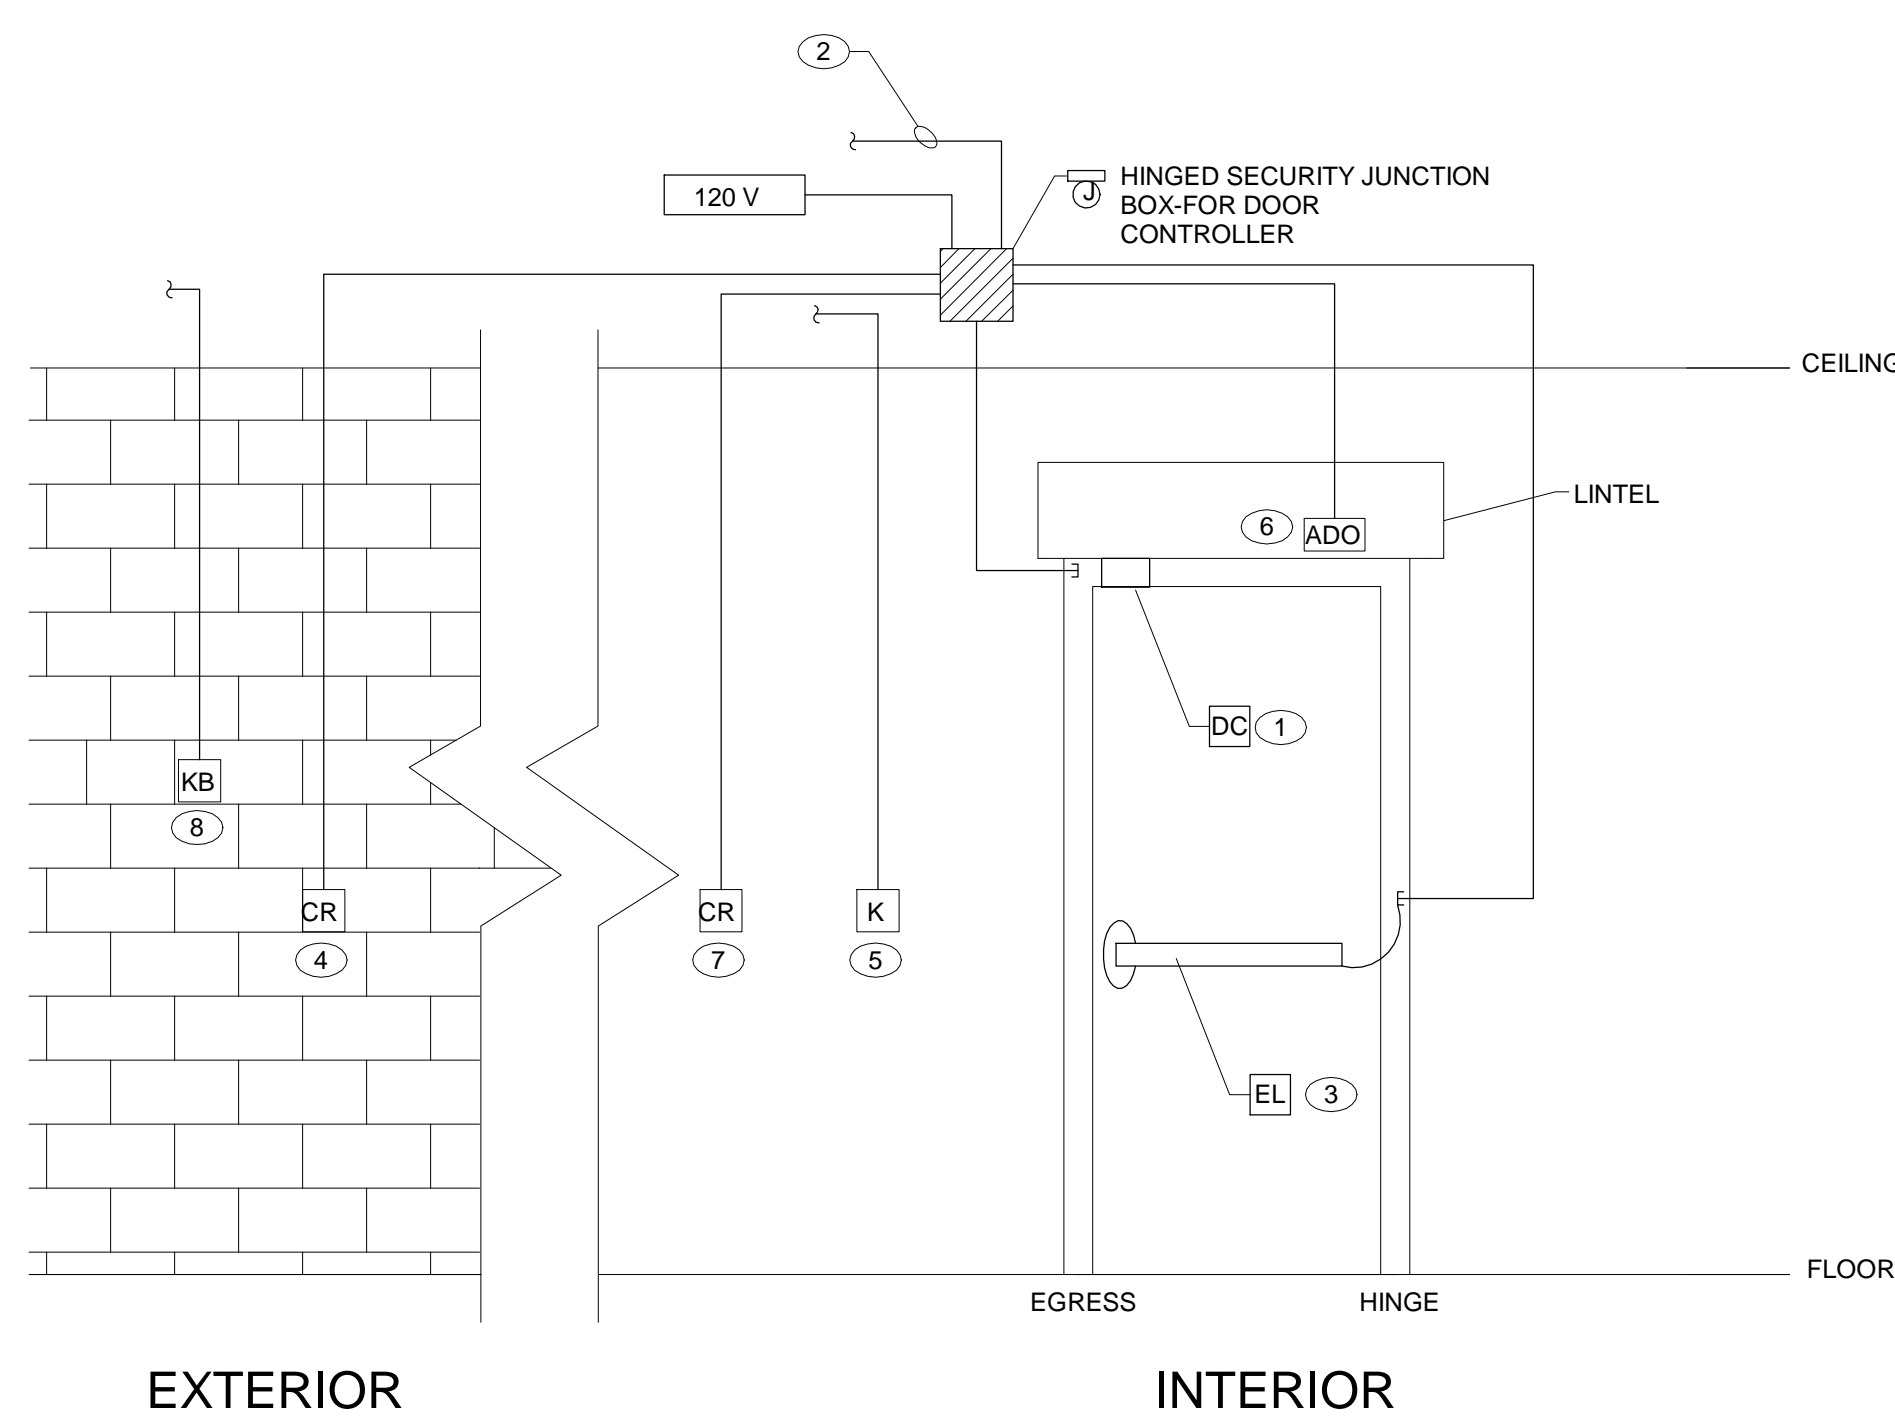 2
120 V
J
HINGED SECURITY JUNCTION
BOX-FOR DOOR
CONTROLLER
CEILING
LINTEL
6
ADO
DC
1
KB
8
CR
4
CR
7
K
5
EL
3
FLOOR
EGRESS
HINGE
EXTERIOR
INTERIOR